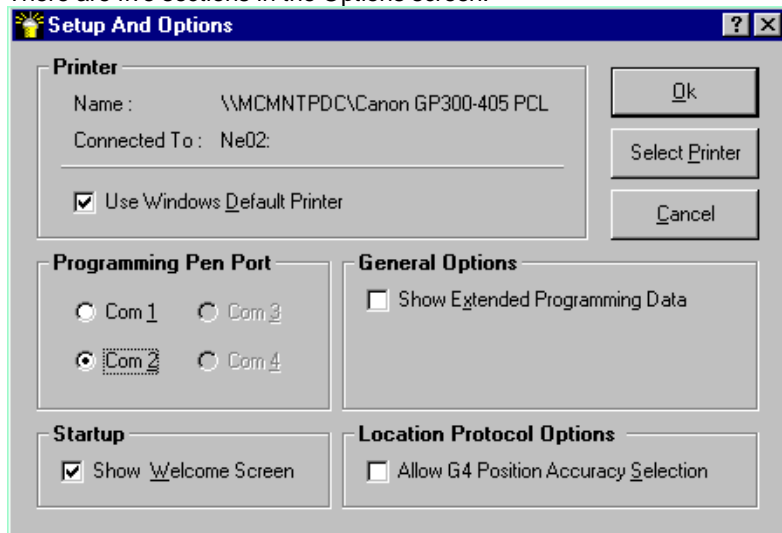 There are five sections in the Options screen.
Setup And Options
Printer
Name : \\MCMNTPDC\Canon GP300-405 PCL
Connected To : Ne02:
Use Windows Default Printer
Ok
Select Printer
Cancel
Programming Pen Port
Com 1 Com 3
Com 2 Com 4
General Options
Show Extended Programming Data
Startup
Show Welcome Screen
Location Protocol Options
Allow G4 Position Accuracy Selection